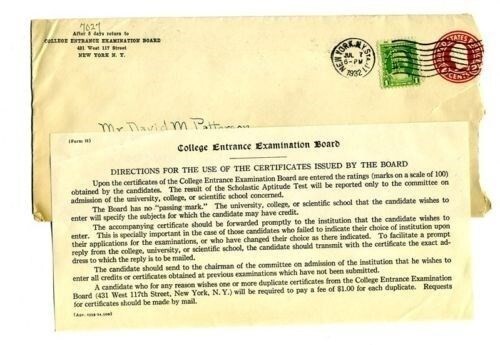 7027
After 5 days return to
COLLEGE ENTRANCE EXAMINATION BOARD
431 West 117 Street
NEW YORK N. Y.
NEW YORK, N.Y. STA. J
JUL 7
6-PM
1932
Mr David M. Patterson
(Form H)
College Entrance Examination Board
DIRECTIONS FOR THE USE OF THE CERTIFICATES ISSUED BY THE BOARD
Upon the certificates of the College Entrance Examination Board are entered the ratings (marks on a scale of 100)
obtained by the candidates. The result of the Scholastic Aptitude Test will be reported only to the committee on
admission of the university, college, or scientific school concerned.
The Board has no "passing mark." The university, college, or scientific school that the candidate wishes to
enter will specify the subjects for which the candidate may have credit.
The accompanying certificate should be forwarded promptly to the institution that the candidate wishes to
enter. This is specially important in the case of those candidates who failed to indicate their choice of institution upon
their applications for the examinations, or who have changed their choice as there indicated. To facilitate a prompt
reply from the college, university, or scientific school, the candidate should transmit with the certificate the exact ad-
dress to which the reply is to be mailed.
The candidate should send to the chairman of the committee on admission of the institution that he wishes to
enter all credits or certificates obtained at previous examinations which have not been submitted.
A candidate who for any reason wishes one or more duplicate certificates from the College Entrance Examination
Board (431 West 117th Street, New York, N. Y.) will be required to pay a fee of $1.00 for each duplicate. Requests
for certificates should be made by mail.